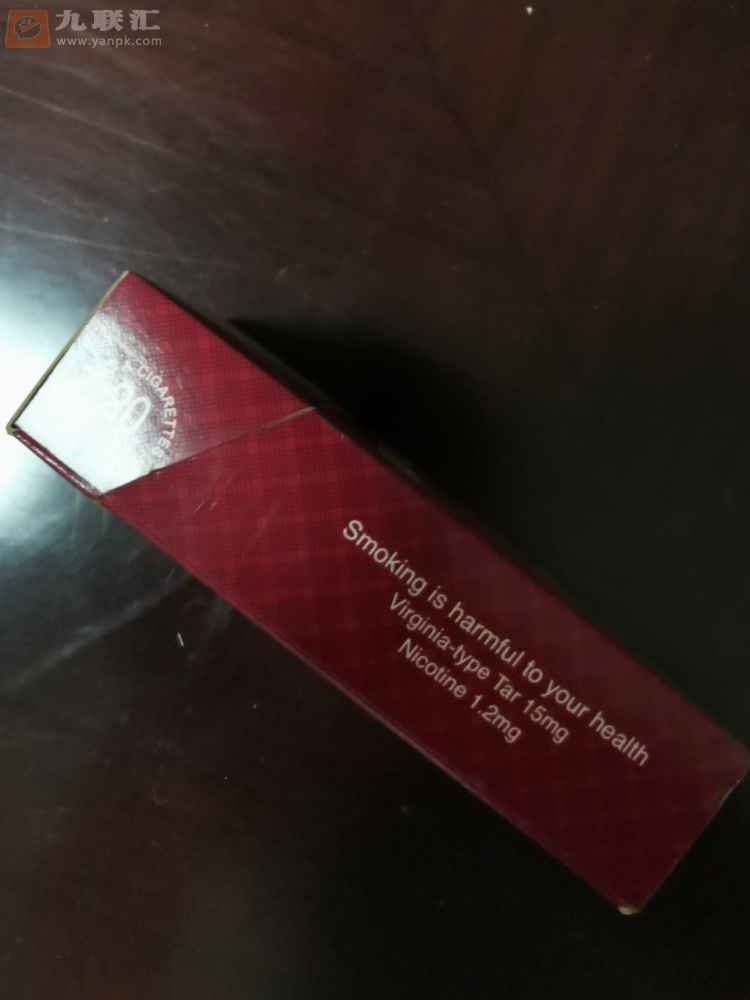 九联汇
www.yanpk.com
20
CIGARETTES
Smoking is harmful to your health
Virginia-type Tar 15mg
Nicotine 1.2mg